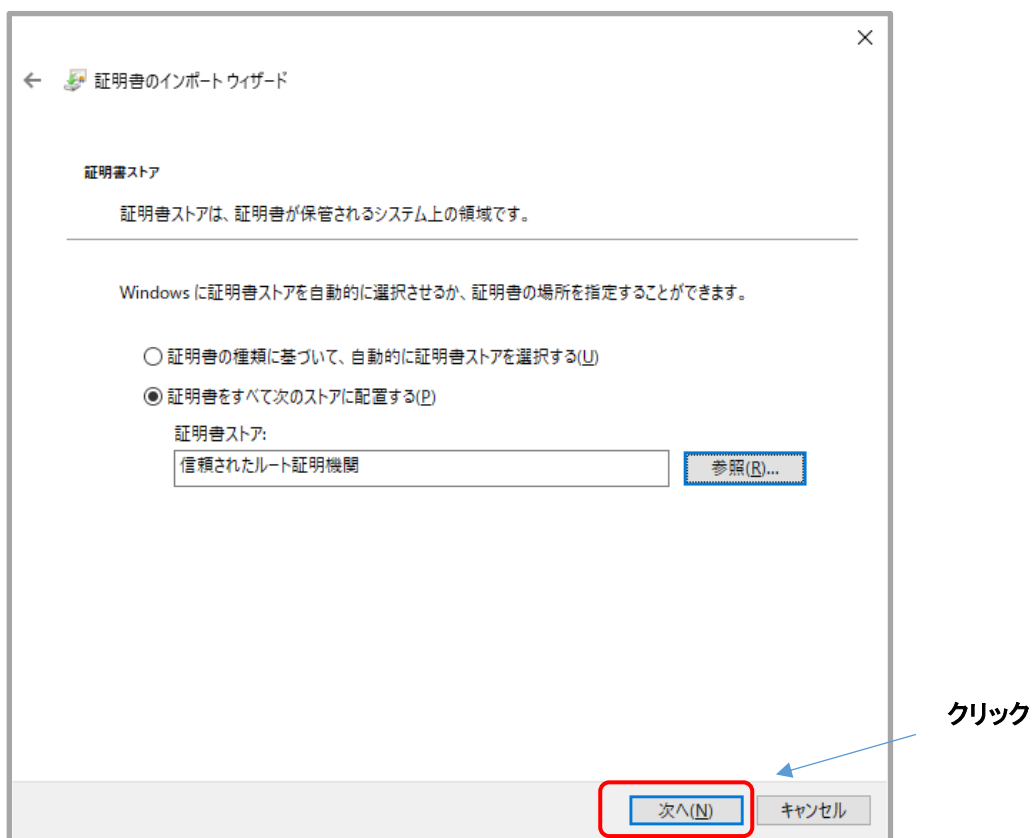 証明書のインポート ウィザード
証明書ストア
証明書ストアは、証明書が保管されるシステム上の領域です。
Windows に証明書ストアを自動的に選択させるか、証明書の場所を指定することができます。
証明書の種類に基づいて、自動的に証明書ストアを選択する(U)
証明書をすべて次のストアに配置する(P)
証明書ストア:
信頼されたルート証明機関
参照(R)...
クリック
次へ(N)
キャンセル